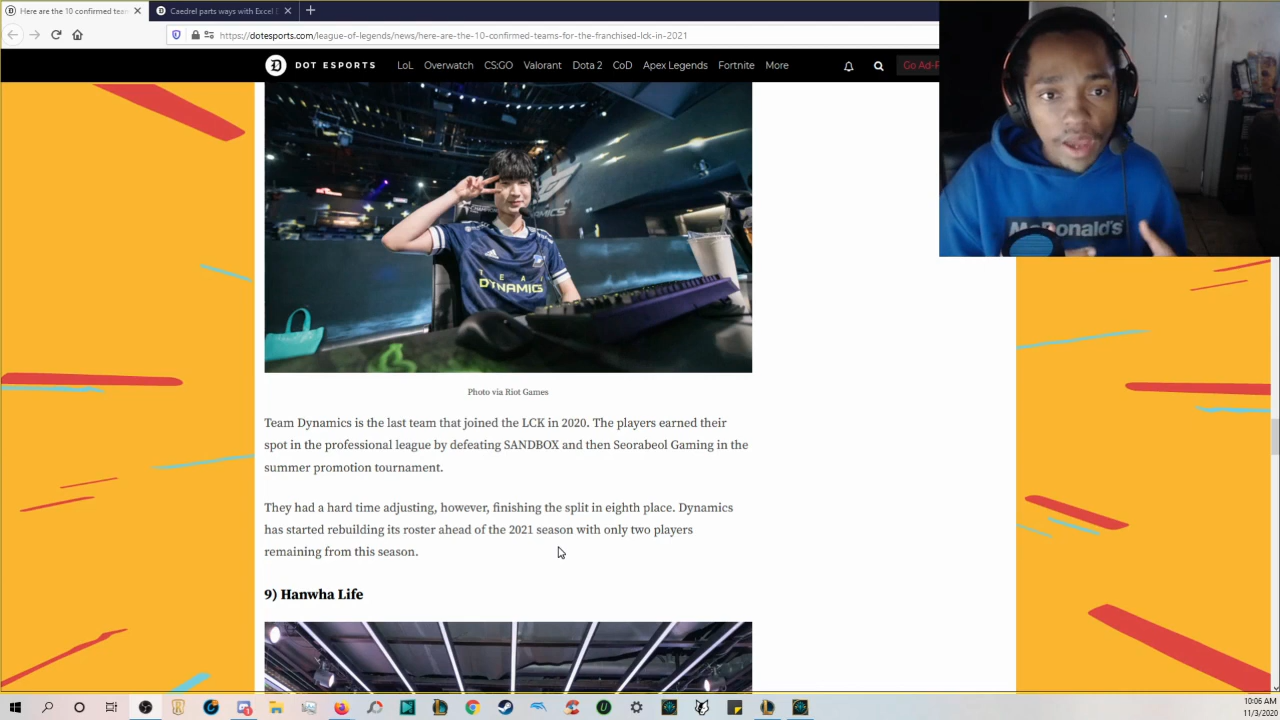 Here are the 10 confirmed tea
Caedrel parts ways with Excel
https://dotesports.com/league-of-legends/news/here-are-the-10-confirmed-teams-for-the-franchised-lck-in-2021
DOT ESPORTS
LoL Overwatch CS:GO Valorant Dota 2 CoD Apex Legends Fortnite More
Go Ad-F
McDonald's
TEAM
DYNAMICS
Photo via Riot Games
Team Dynamics is the last team that joined the LCK in 2020. The players earned their
spot in the professional league by defeating SANDBOX and then Seorabeol Gaming in the
summer promotion tournament.
They had a hard time adjusting, however, finishing the split in eighth place. Dynamics
has started rebuilding its roster ahead of the 2021 season with only two players
remaining from this season.
9) Hanwha Life
10:06 AM
11/3/2020